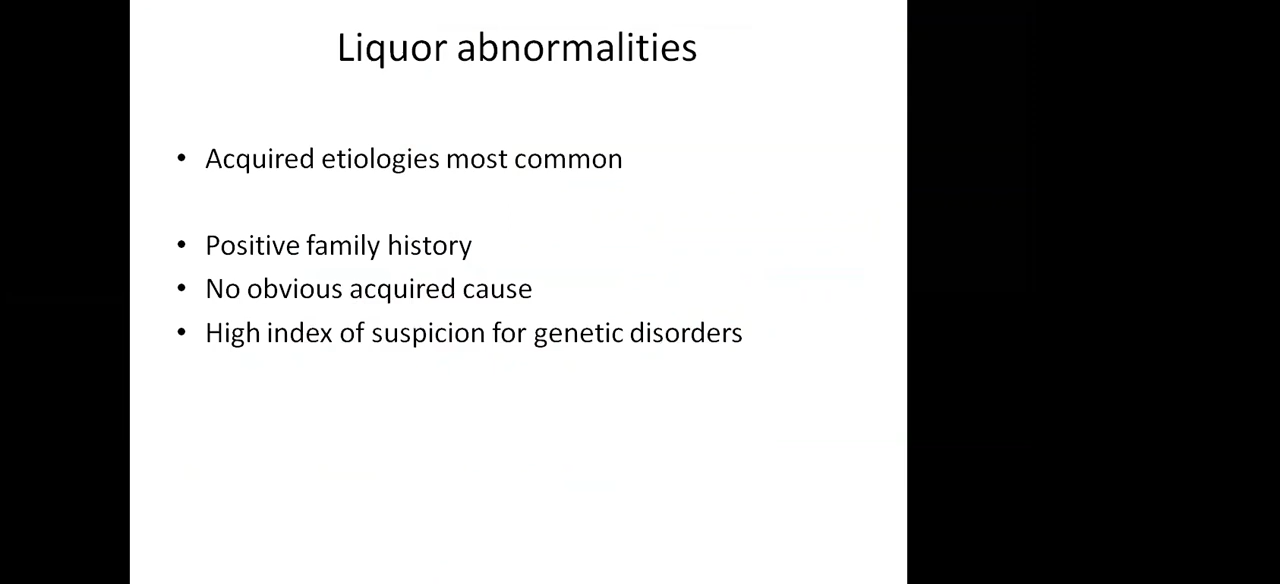 Liquor abnormalities
• Acquired etiologies most common
• Positive family history
• No obvious acquired cause
• High index of suspicion for genetic disorders